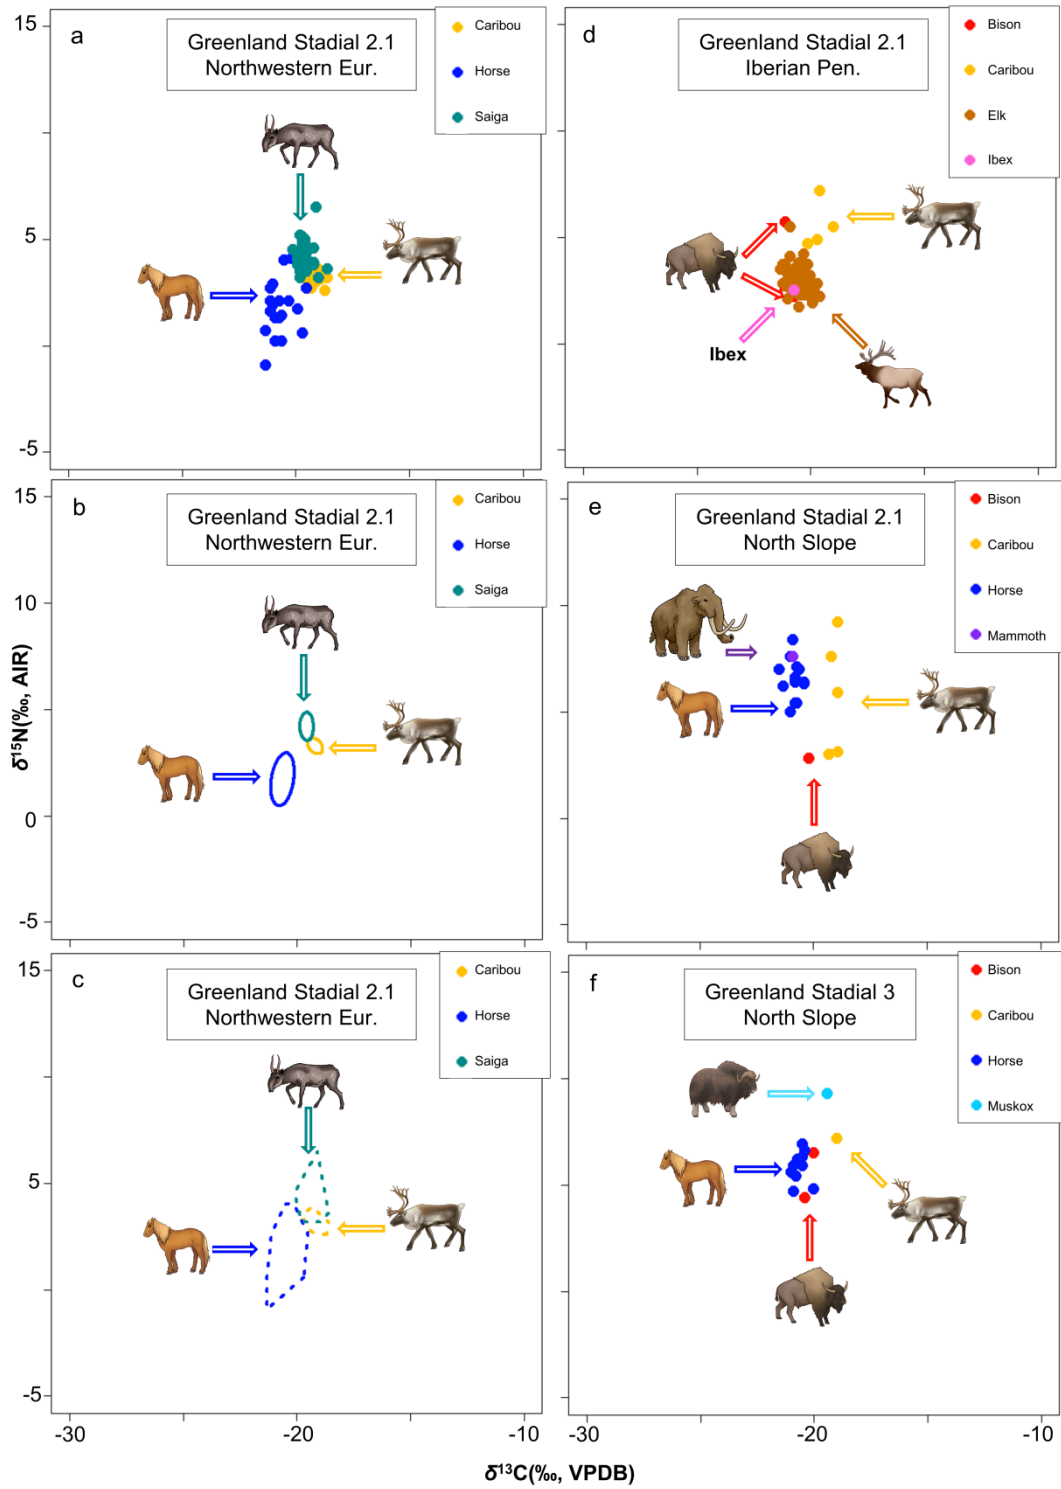 a
Greenland Stadial 2.1
Northwestern Eur.
Caribou
Horse
Saiga
15
5
-5
d
Greenland Stadial 2.1
Iberian Pen.
Bison
Caribou
Elk
Ibex
Ibex
b
Greenland Stadial 2.1
Northwestern Eur.
Caribou
Horse
Saiga
15
10
5
0
-5
δ¹⁵N(‰, AIR)
e
Greenland Stadial 2.1
North Slope
Bison
Caribou
Horse
Mammoth
c
Greenland Stadial 2.1
Northwestern Eur.
Caribou
Horse
Saiga
15
5
-5
-30
-20
-10
f
Greenland Stadial 3
North Slope
Bison
Caribou
Horse
Muskox
-30
-20
-10
δ¹³C(‰, VPDB)